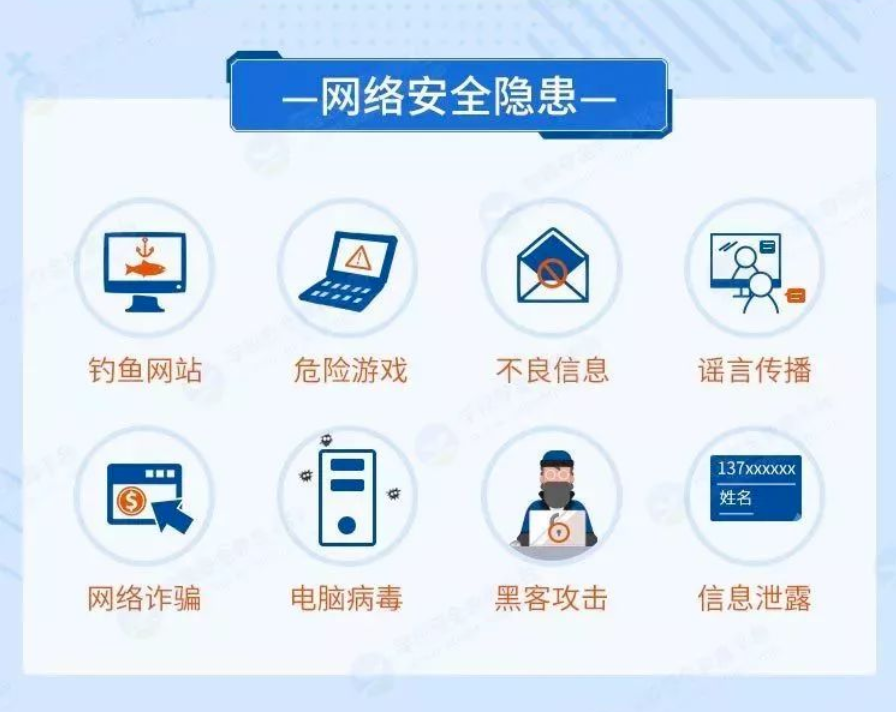 —网络安全隐患—
钓鱼网站
危险游戏
不良信息
谣言传播
137xxxxxx
姓名
网络诈骗
电脑病毒
黑客攻击
信息泄露